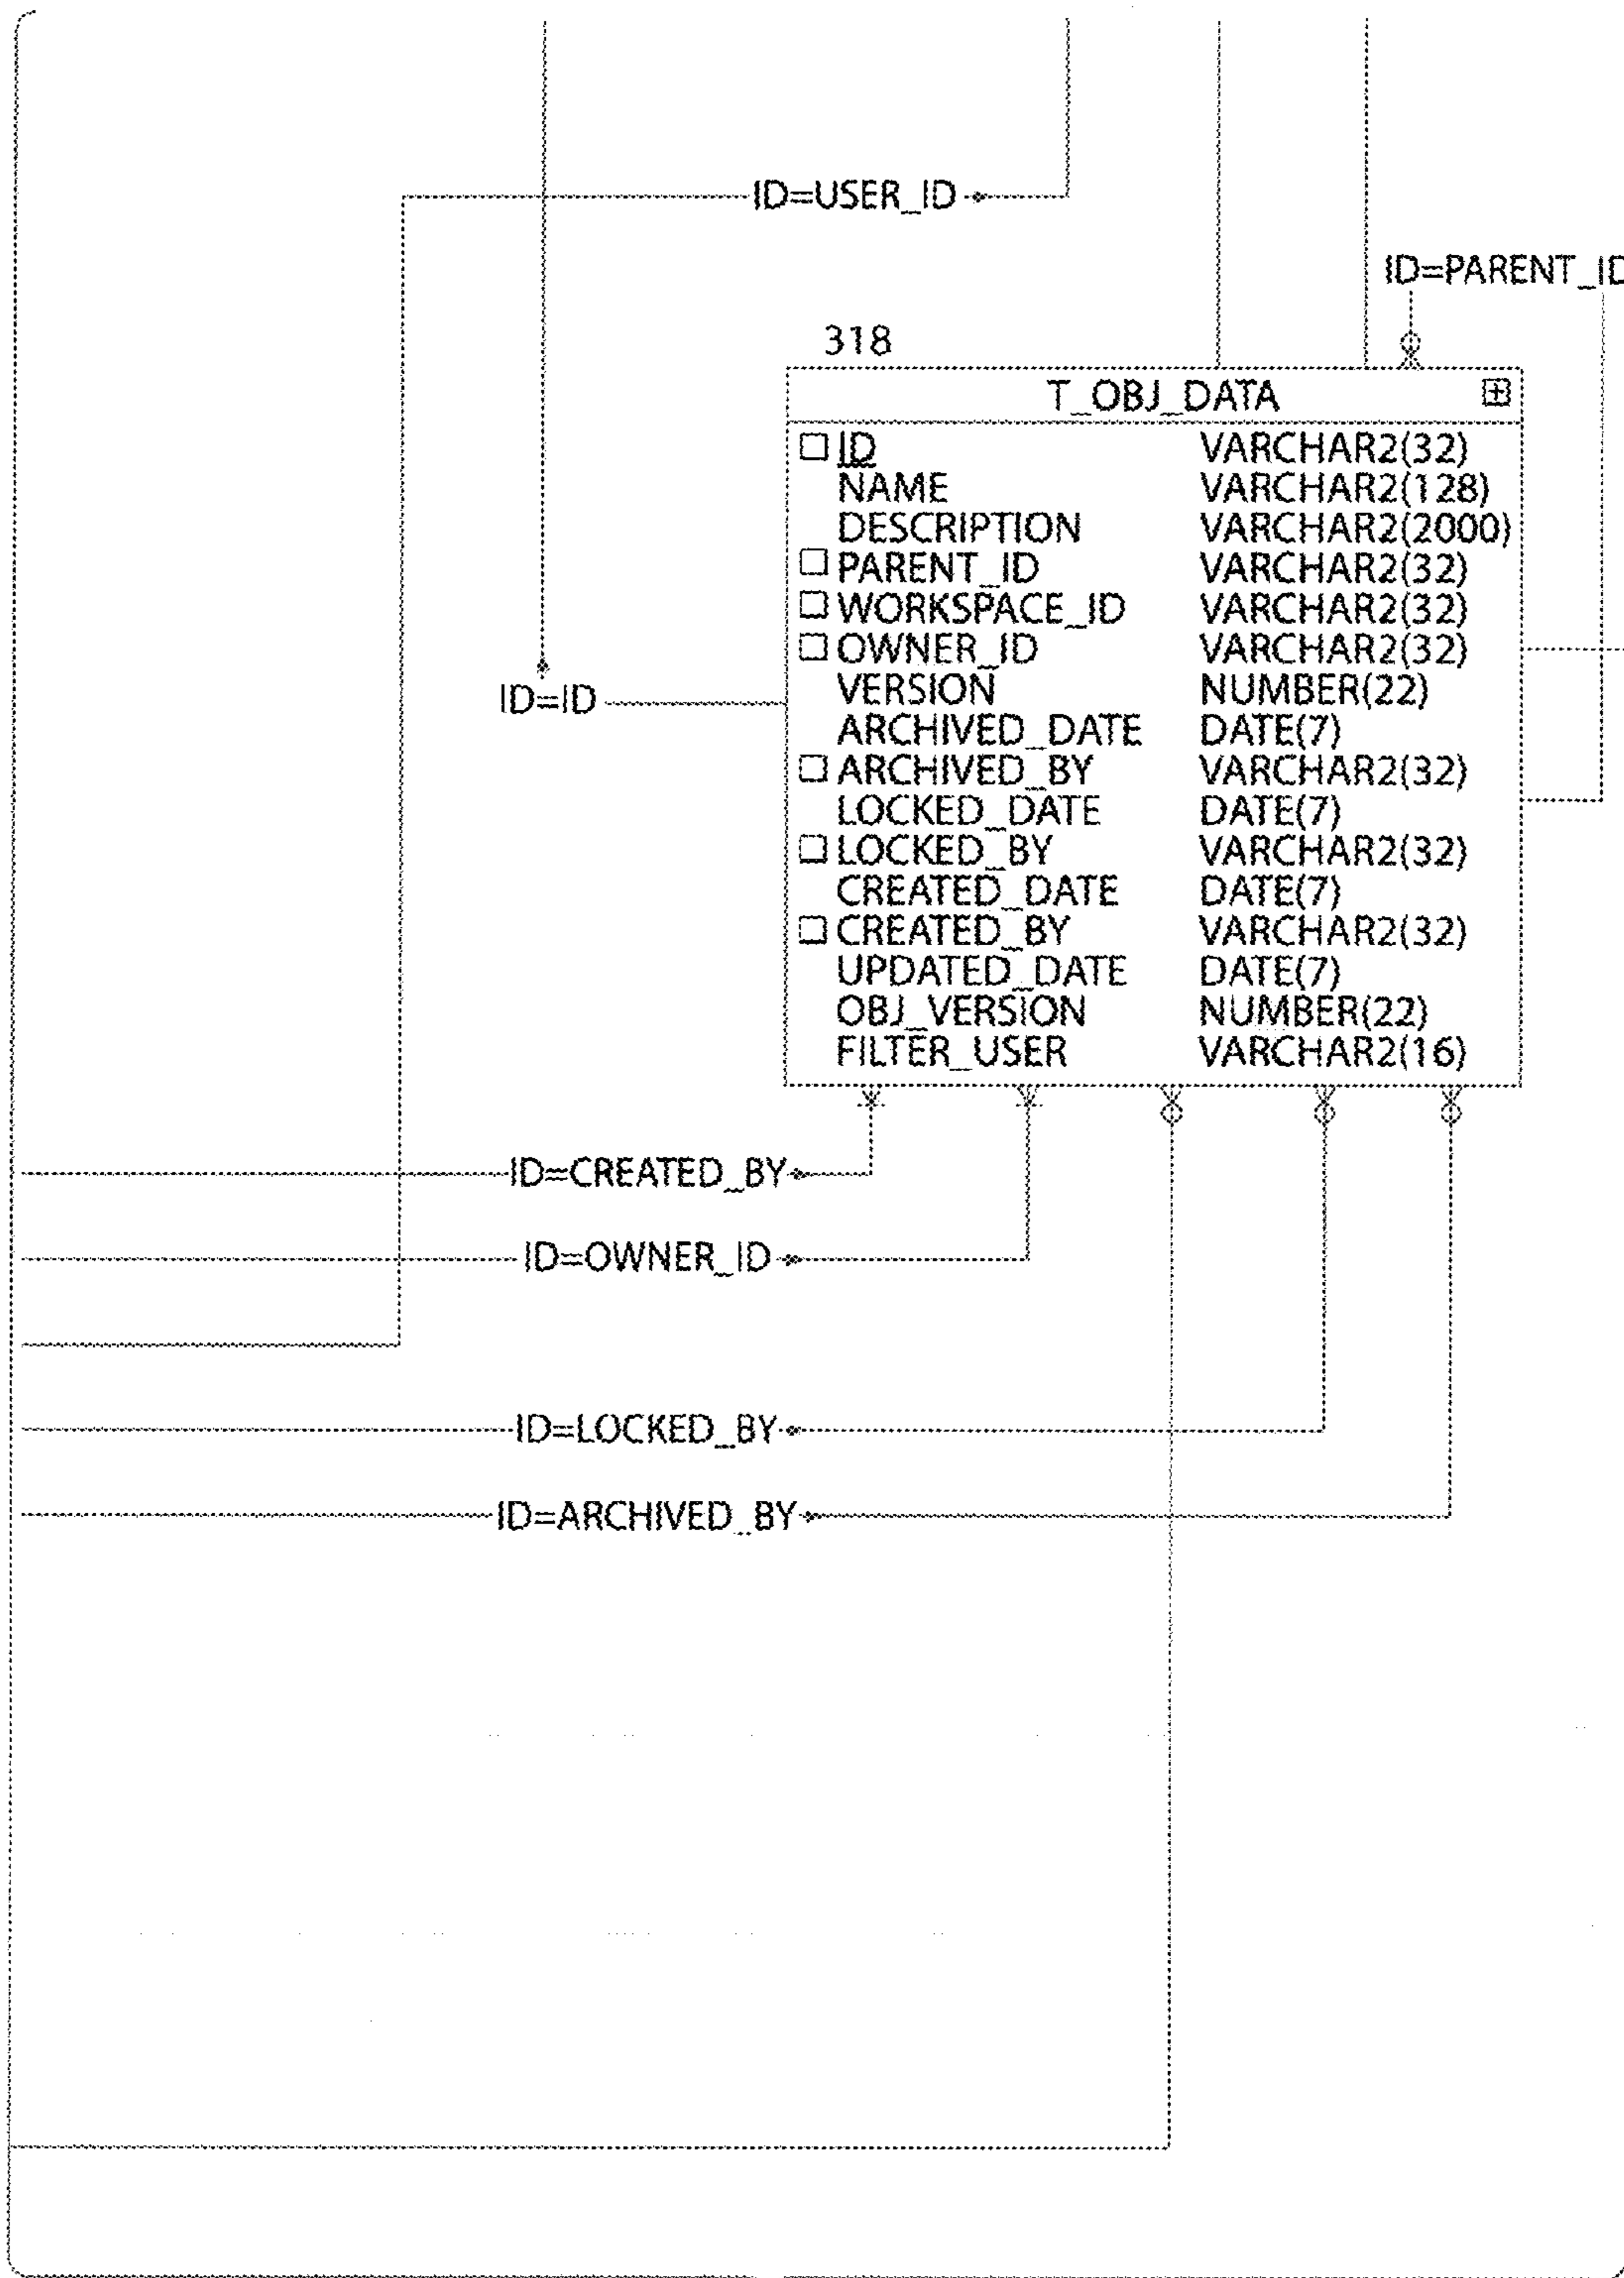 ID=USER_ID
ID=PARENT_ID
318
T_OBJ_DATA
ID VARCHAR2(32)
NAME VARCHAR2(128)
DESCRIPTION VARCHAR2(2000)
PARENT_ID VARCHAR2(32)
WORKSPACE_ID VARCHAR2(32)
OWNER_ID VARCHAR2(32)
VERSION NUMBER(22)
ID=ID
ARCHIVED_DATE DATE(7)
ARCHIVED_BY VARCHAR2(32)
LOCKED_DATE DATE(7)
LOCKED_BY VARCHAR2(32)
CREATED_DATE DATE(7)
CREATED_BY VARCHAR2(32)
UPDATED_DATE DATE(7)
OBJ_VERSION NUMBER(22)
FILTER_USER VARCHAR2(16)
ID=CREATED_BY
ID=OWNER_ID
ID=LOCKED_BY
ID=ARCHIVED_BY